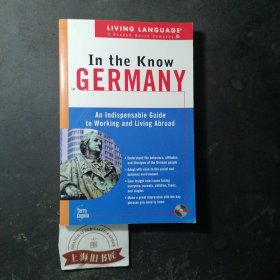 LIVING LANGUAGE®
A RANDOM HOUSE COMPANY
In the Know
in
GERMANY
An Indispensable Guide
to Working and Living Abroad
• Understand the behaviors, attitudes,
and lifestyles of the German people
• Adapt with ease to the social and
business environment
• Gain insight into issues facing
everyone: parents, children, teens,
and singles
• Make a great impression with the key
phrases you need to know
上海旧书店